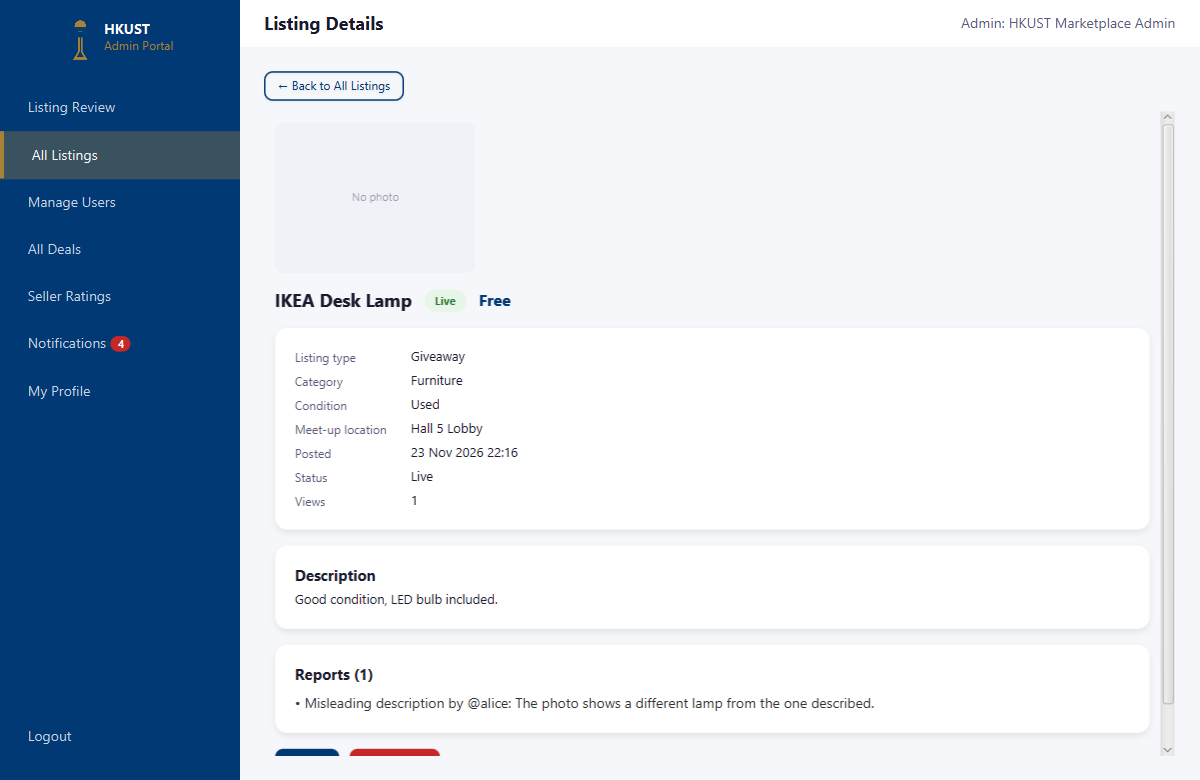 HKUST
Admin Portal
Listing Review
All Listings
Manage Users
All Deals
Seller Ratings
Notifications 4
My Profile
Logout
Listing Details
Admin: HKUST Marketplace Admin
← Back to All Listings
No photo
IKEA Desk Lamp Live Free
Listing type Giveaway
Category Furniture
Condition Used
Meet-up location Hall 5 Lobby
Posted 23 Nov 2026 22:16
Status Live
Views 1
Description
Good condition, LED bulb included.
Reports (1)
• Misleading description by @alice: The photo shows a different lamp from the one described.